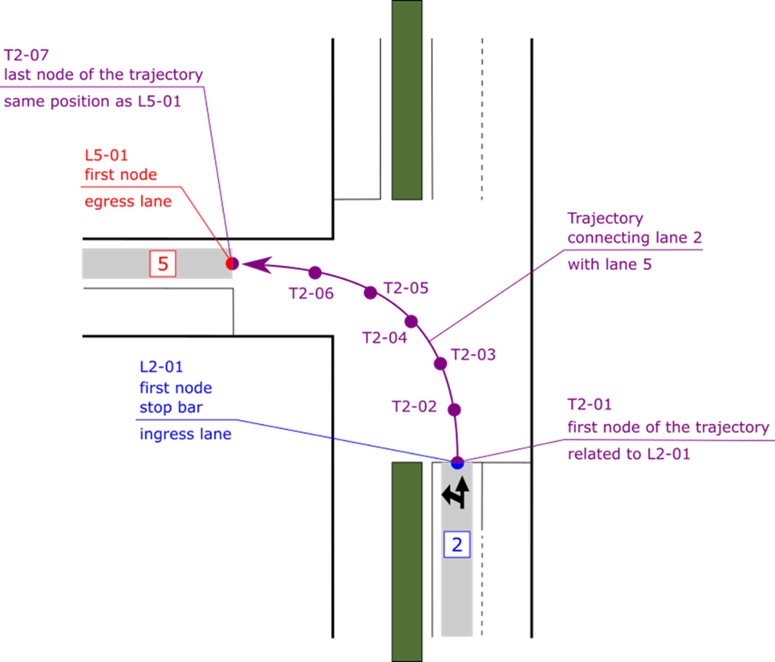 T2-07
last node of the trajectory
same position as L5-01
L5-01
first node
egress lane
5
Trajectory
connecting lane 2
with lane 5
T2-06
T2-05
T2-04
T2-03
T2-02
L2-01
first node
stop bar
ingress lane
T2-01
first node of the trajectory
related to L2-01
2